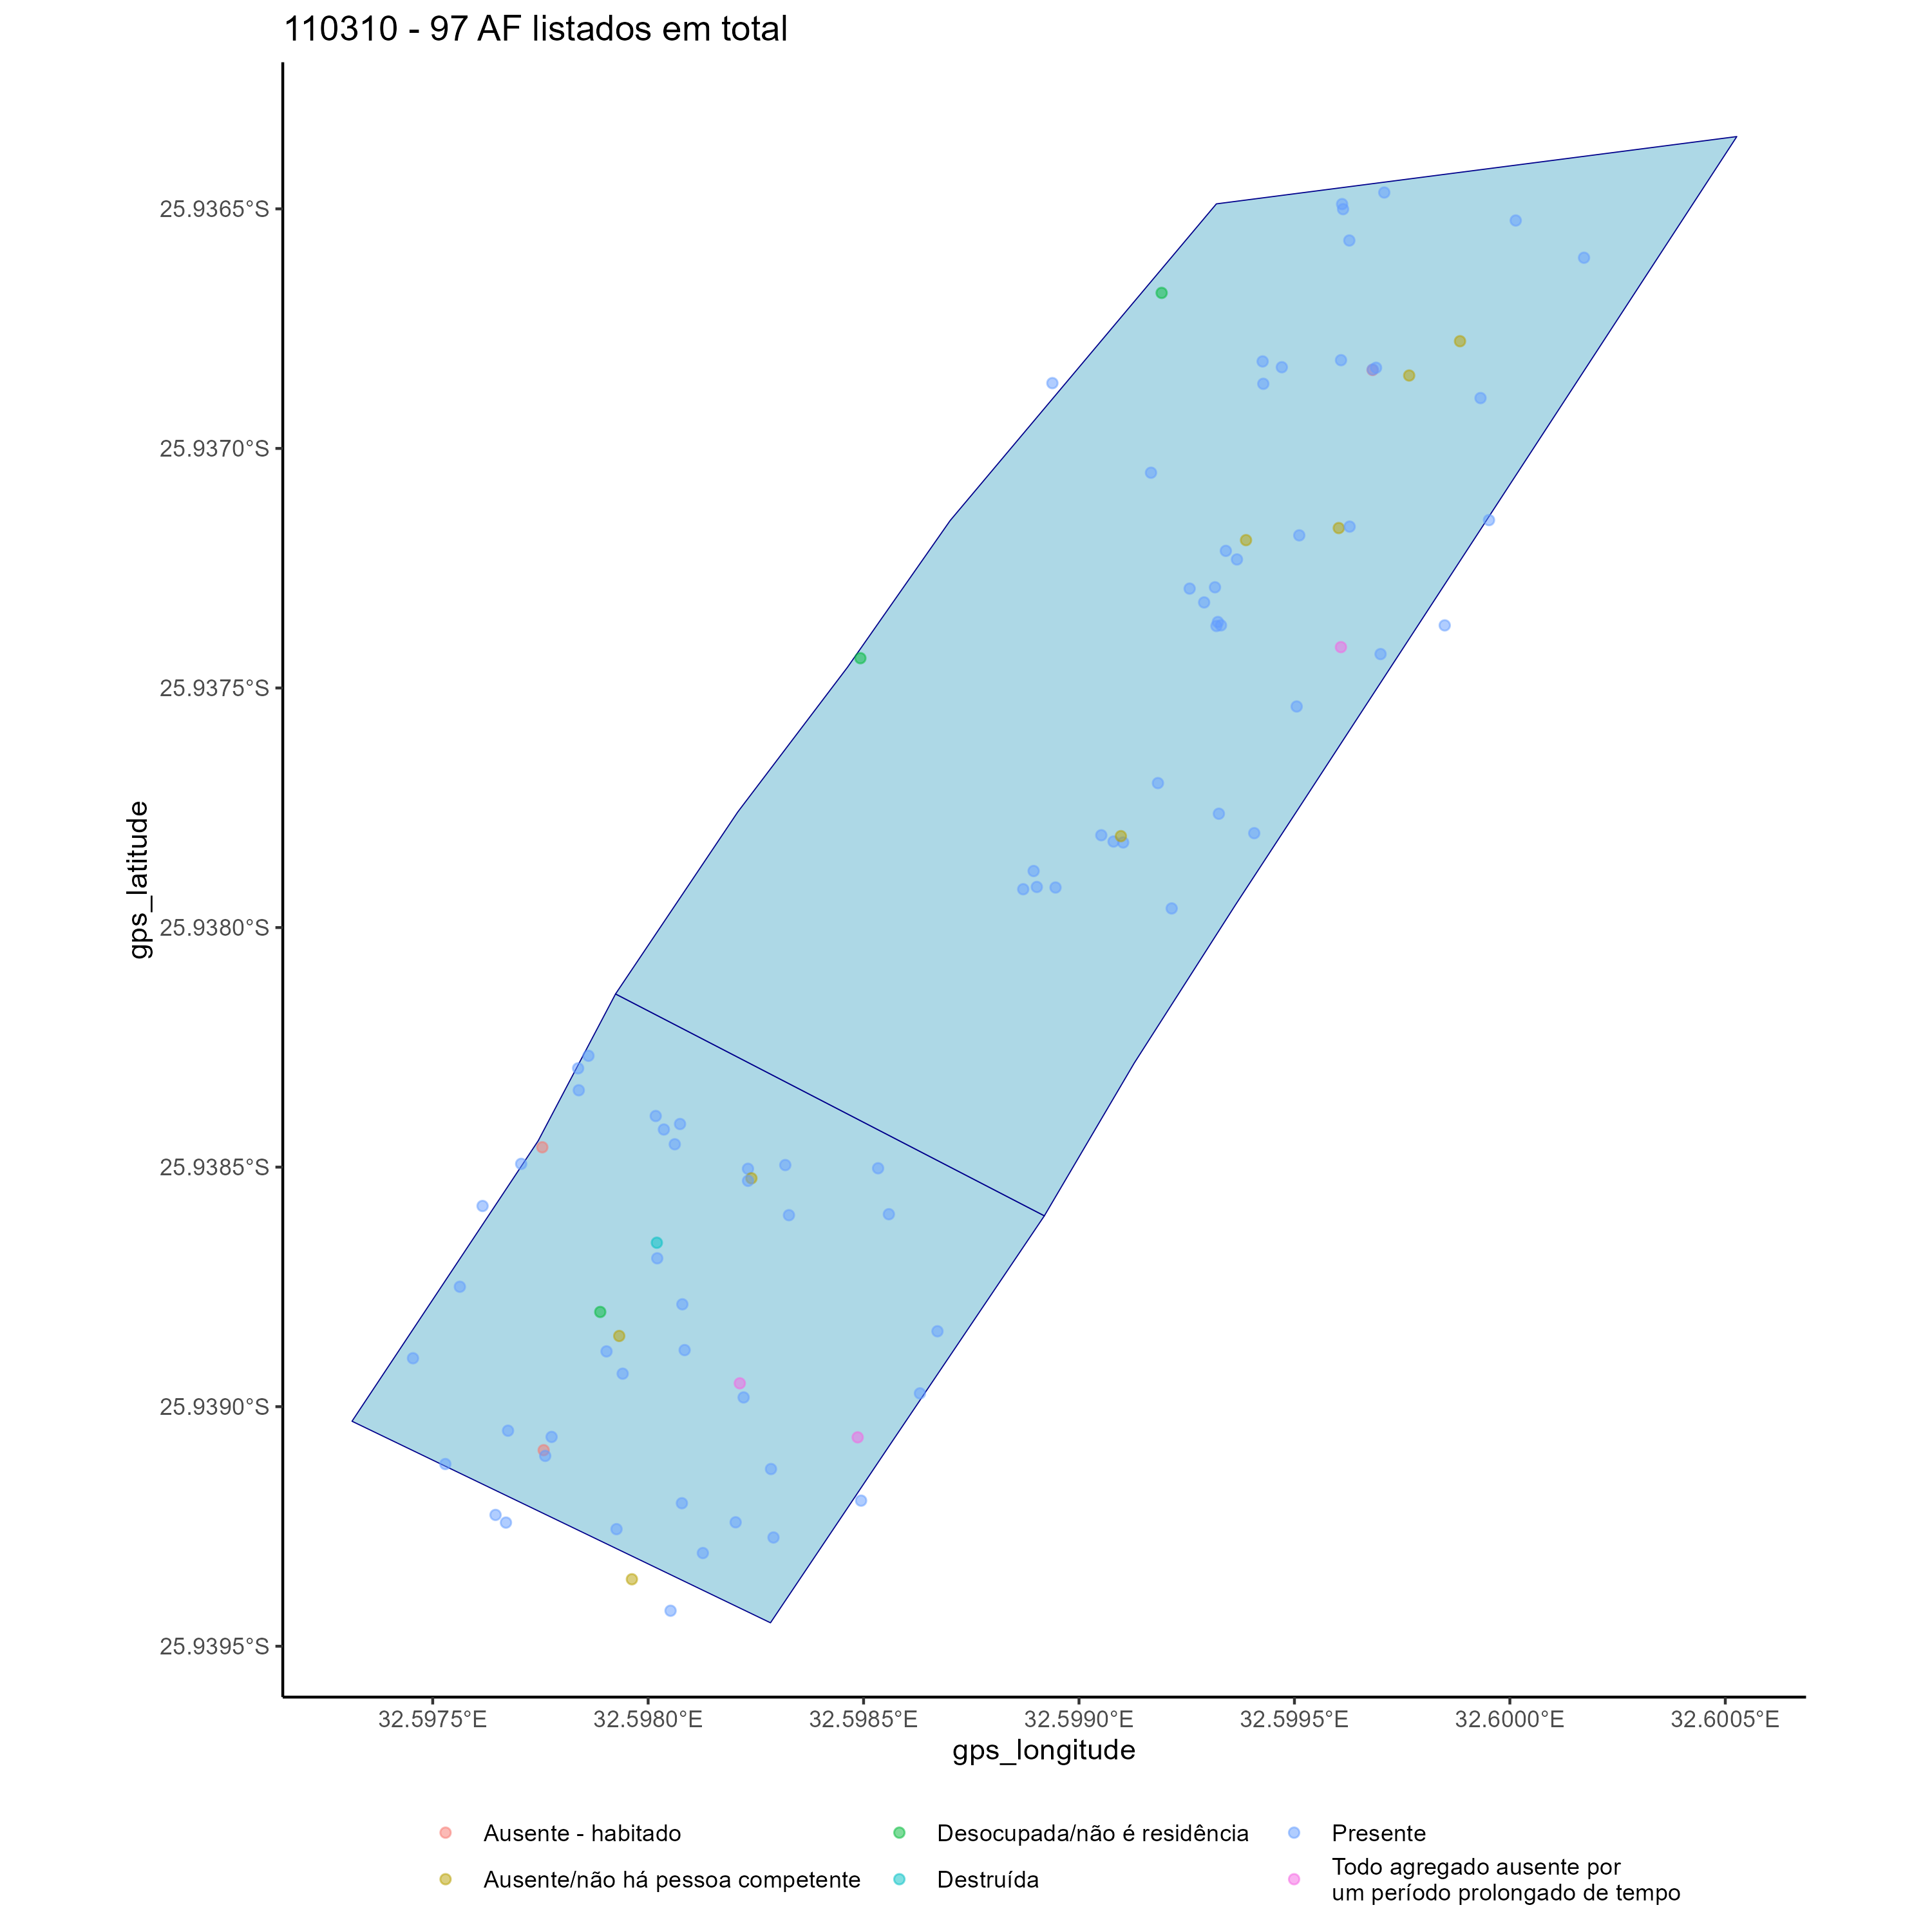 110310 - 97 AF listados em total
gps_latitude
25.9365°S
25.9370°S
25.9375°S
25.9380°S
25.9385°S
25.9390°S
25.9395°S
32.5975°E
32.5980°E
32.5985°E
32.5990°E
32.5995°E
32.6000°E
32.6005°E
gps_longitude
Ausente - habitado
Ausente/não há pessoa competente
Desocupada/não é residência
Destruída
Presente
Todo agregado ausente por
um período prolongado de tempo